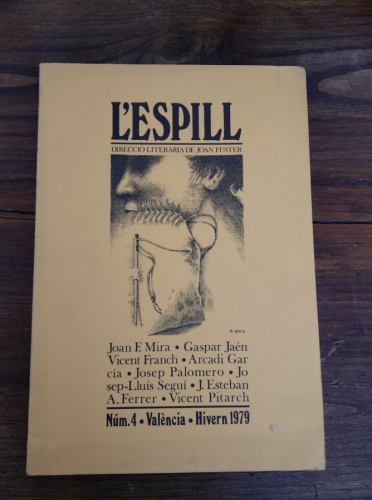 L'ESPILL
DIRECCIÓ LITERARIA DE JOAN FUSTER
Joan F. Mira • Gaspar Jaén
Vicent Franch • Arcadi Gar
cía • Josep Palomero • Jo
sep-Lluís Seguí • J. Esteban
A. Ferrer • Vicent Pitarch
Núm. 4 • València • Hivern 1979